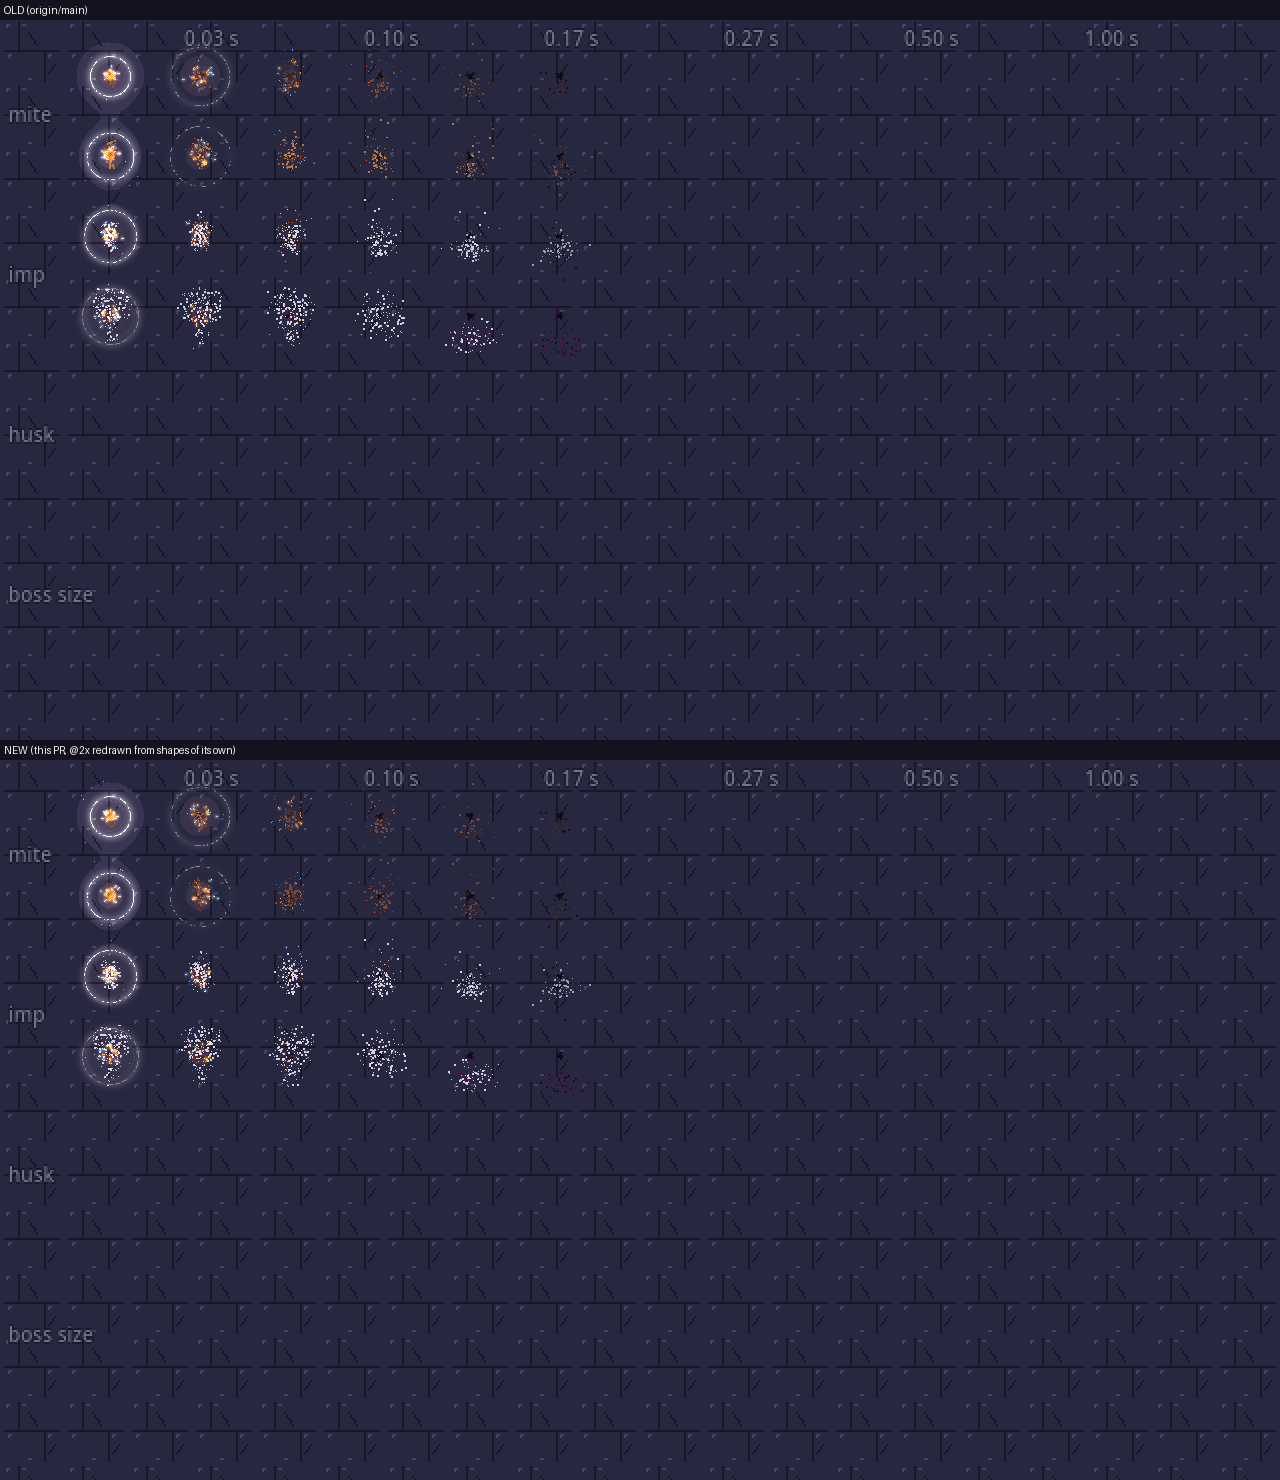 OLD (origin/main)
0.03 s 0.10 s 0.17 s 0.27 s 0.50 s 1.00 s
mite
imp
husk
boss size
NEW (this PR, @2x redrawn from shapes of its own)
0.03 s 0.10 s 0.17 s 0.27 s 0.50 s 1.00 s
mite
imp
husk
boss size